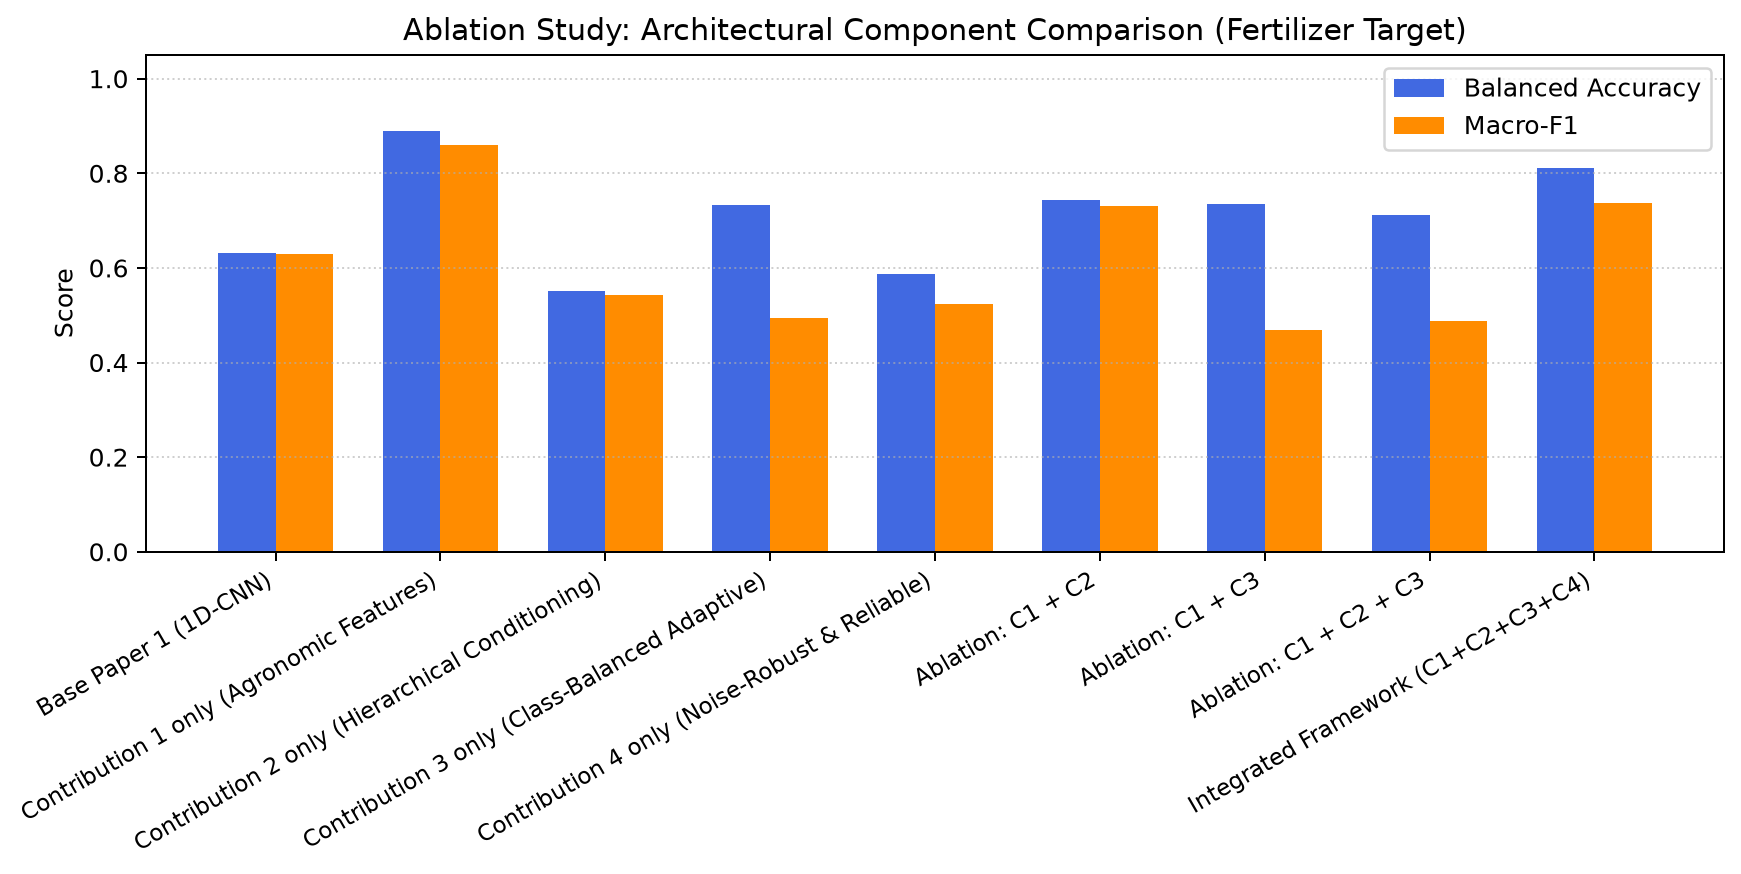 Ablation Study: Architectural Component Comparison (Fertilizer Target)
Balanced Accuracy
Macro-F1
Score
1.0
0.8
0.6
0.4
0.2
0.0
Base Paper 1 (1D-CNN)
Contribution 1 only (Agronomic Features)
Contribution 2 only (Hierarchical Conditioning)
Contribution 3 only (Class-Balanced Adaptive)
Contribution 4 only (Noise-Robust & Reliable)
Ablation: C1 + C2
Ablation: C1 + C3
Ablation: C1 + C2 + C3
Integrated Framework (C1+C2+C3+C4)